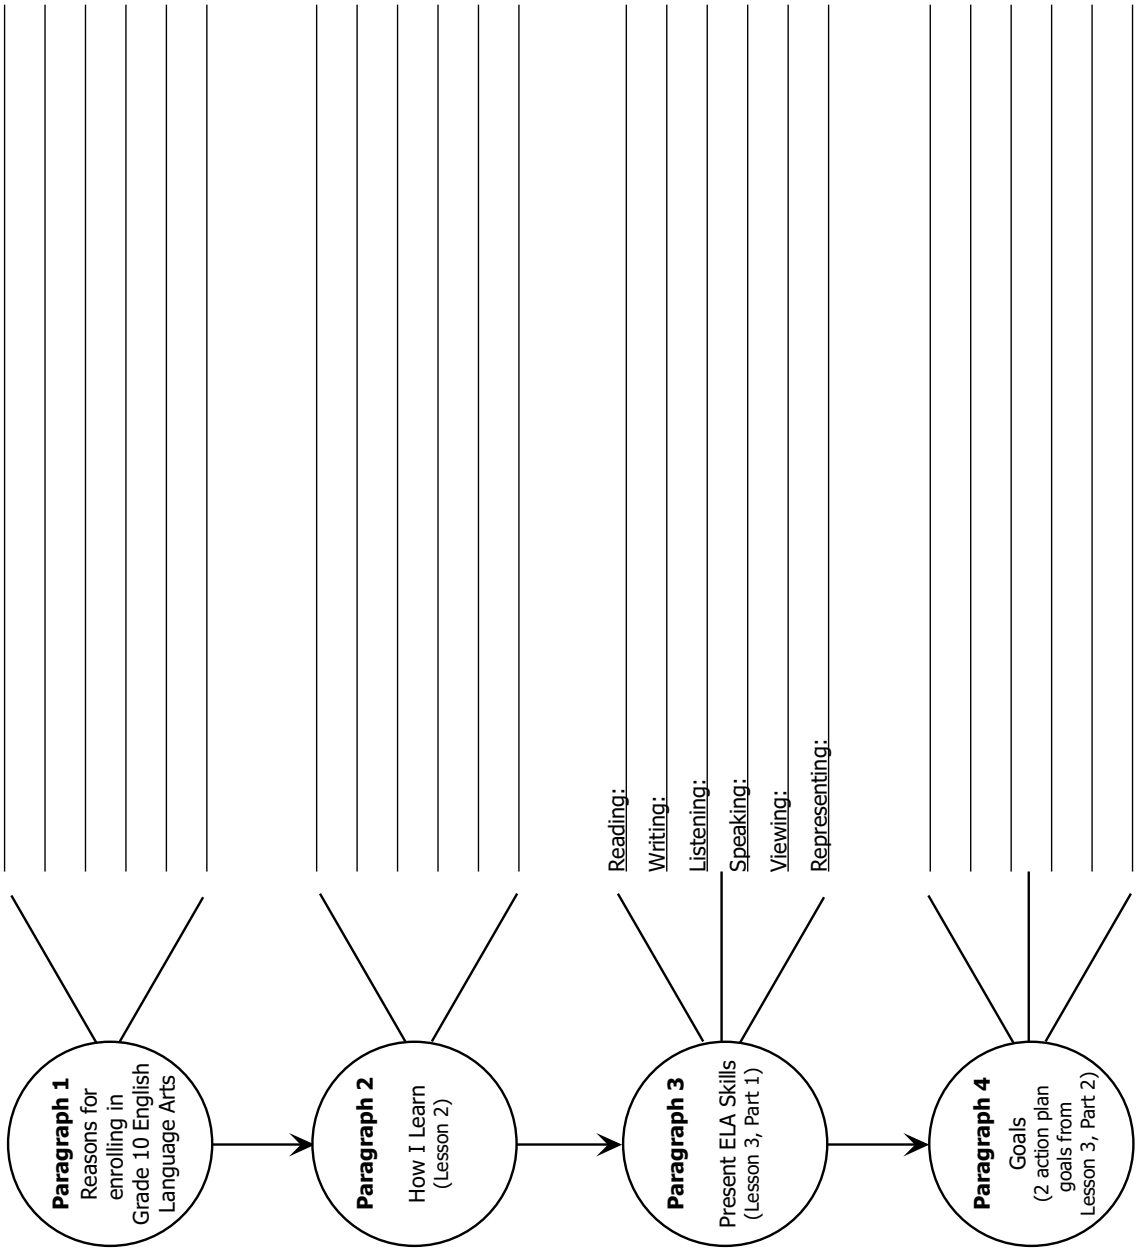 Paragraph 1
Reasons for
enrolling in
Grade 10 English
Language Arts
Paragraph 2
How I Learn
(Lesson 2)
Paragraph 3
Present ELA Skills
(Lesson 3, Part 1)
Reading:
Writing:
Listening:
Speaking:
Viewing:
Representing:
Paragraph 4
Goals
(2 action plan
goals from
Lesson 3, Part 2)